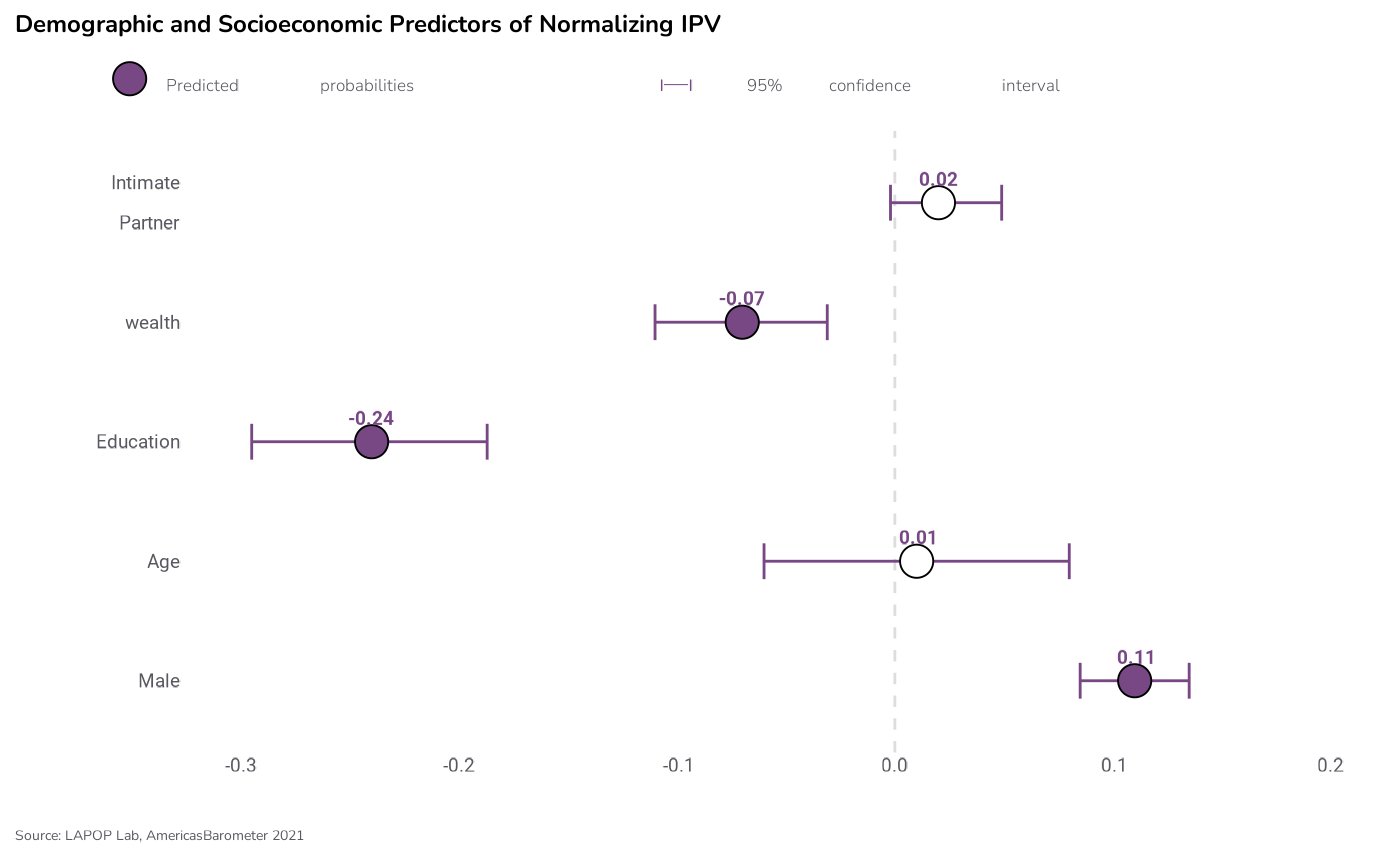 Demographic and Socioeconomic Predictors of Normalizing IPV
Predicted probabilities 95% confidence interval
Intimate
Partner
0.02
wealth
-0.07
Education
-0.24
Age
0.01
Male
0.11
-0.3 -0.2 -0.1 0.0 0.1 0.2
Source: LAPOP Lab, AmericasBarometer 2021